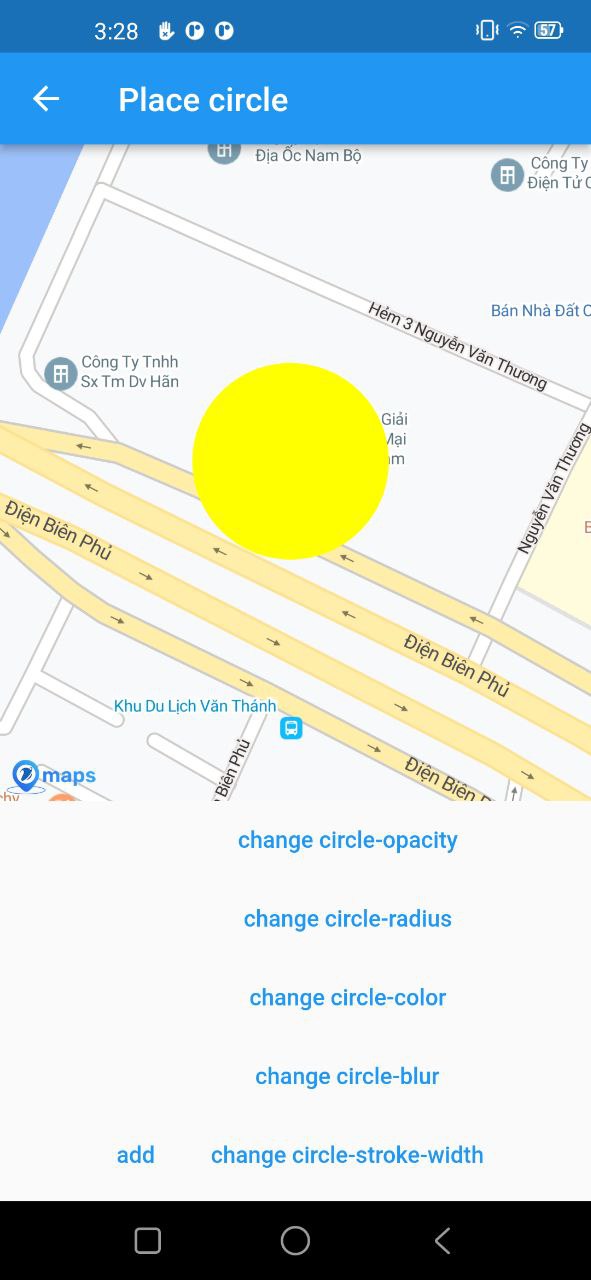 3:28
57
Place circle
Địa Ốc Nam Bộ
Công Ty
Điện Tử
Hẻm 3 Nguyễn Văn Thương
Bán Nhà Đất
Công Ty Tnhh
Sx Tm Dv Hãn
Giải
Mại
Nguyễn Văn Thương
Điện Biên Phủ
Điện Biên Phủ
Khu Du Lịch Văn Thánh
Biên Phủ
Điện Biên
maps
change circle-opacity
change circle-radius
change circle-color
change circle-blur
add change circle-stroke-width